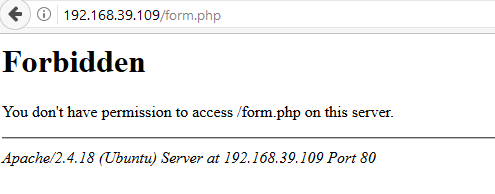 192.168.39.109/form.php
Forbidden
You don't have permission to access /form.php on this server.
Apache/2.4.18 (Ubuntu) Server at 192.168.39.109 Port 80